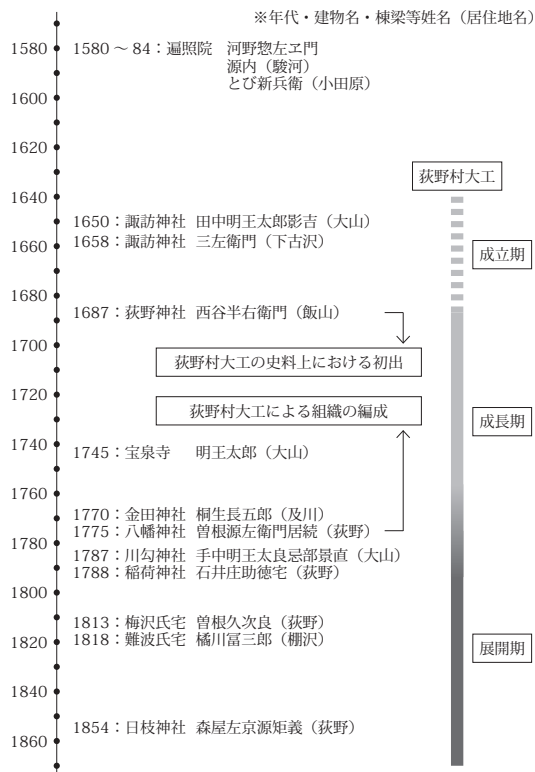 ※年代・建物名・棟梁等姓名（居住地名）
1580
1580～84：遍照院　河野惣左ヱ門
源内（駿河）
とび新兵衛（小田原）
1600
1620
1640
荻野村大工
1650：諏訪神社　田中明王太郎影吉（大山）
1658：諏訪神社　三左衛門（下古沢）
1660
成立期
1680
1687：荻野神社　西谷半右衛門（飯山）
1700
荻野村大工の史料上における初出
1720
荻野村大工による組織の編成
成長期
1740
1745：宝泉寺　明王太郎（大山）
1760
1770：金田神社　桐生長五郎（及川）
1775：八幡神社　曽根源左衛門居続（荻野）
1780
1787：川勾神社　手中明王太良忌部景直（大山）
1788：稲荷神社　石井庄助徳宅（荻野）
1800
1813：梅沢氏宅　曽根久次良（荻野）
1818：難波氏宅　橘川冨三郎（棚沢）
1820
展開期
1840
1854：日枝神社　森屋左京源矩義（荻野）
1860